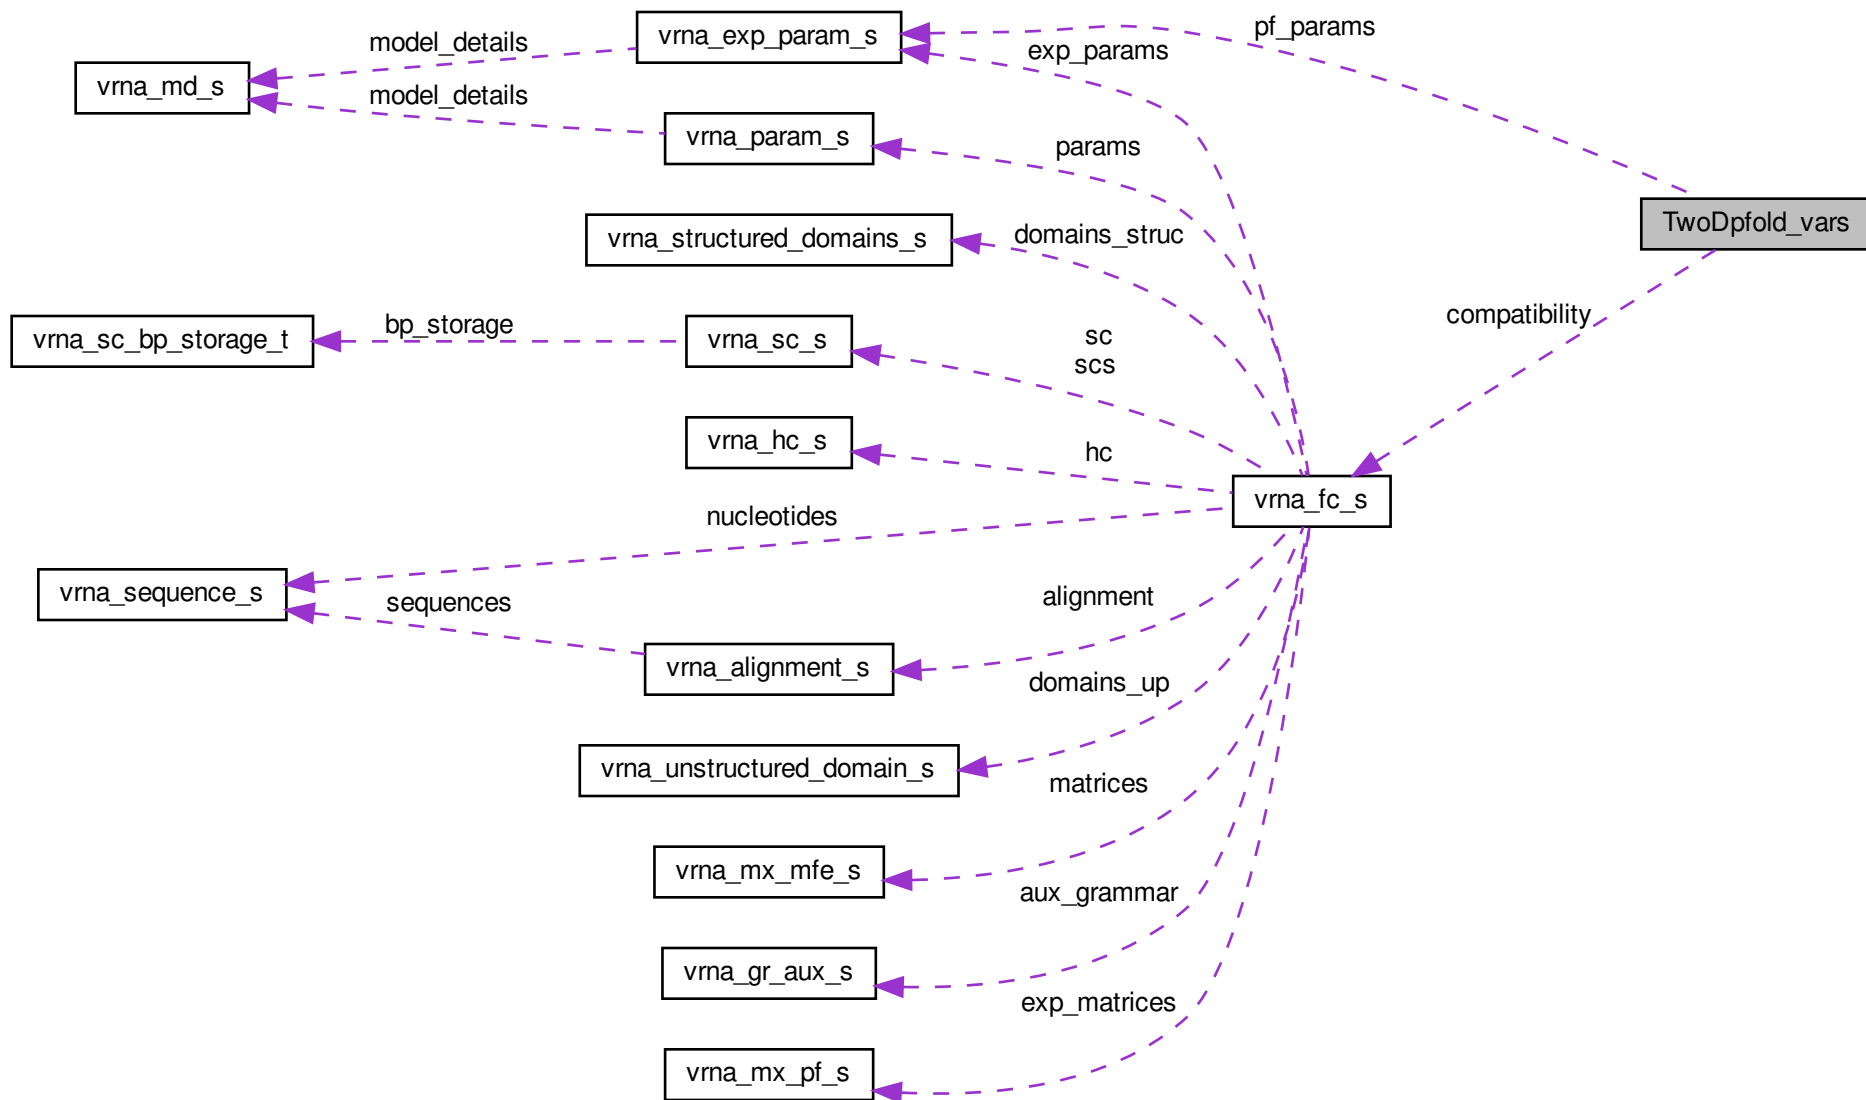 vrna_exp_param_s
pf_params
model_details
exp_params
vrna_md_s
model_details
vrna_param_s
params
TwoDpfold_vars
vrna_structured_domains_s
domains_struc
compatibility
vrna_sc_bp_storage_t
bp_storage
vrna_sc_s
sc
scs
vrna_hc_s
hc
vrna_fc_s
nucleotides
vrna_sequence_s
sequences
alignment
vrna_alignment_s
domains_up
vrna_unstructured_domain_s
matrices
vrna_mx_mfe_s
aux_grammar
vrna_gr_aux_s
exp_matrices
vrna_mx_pf_s